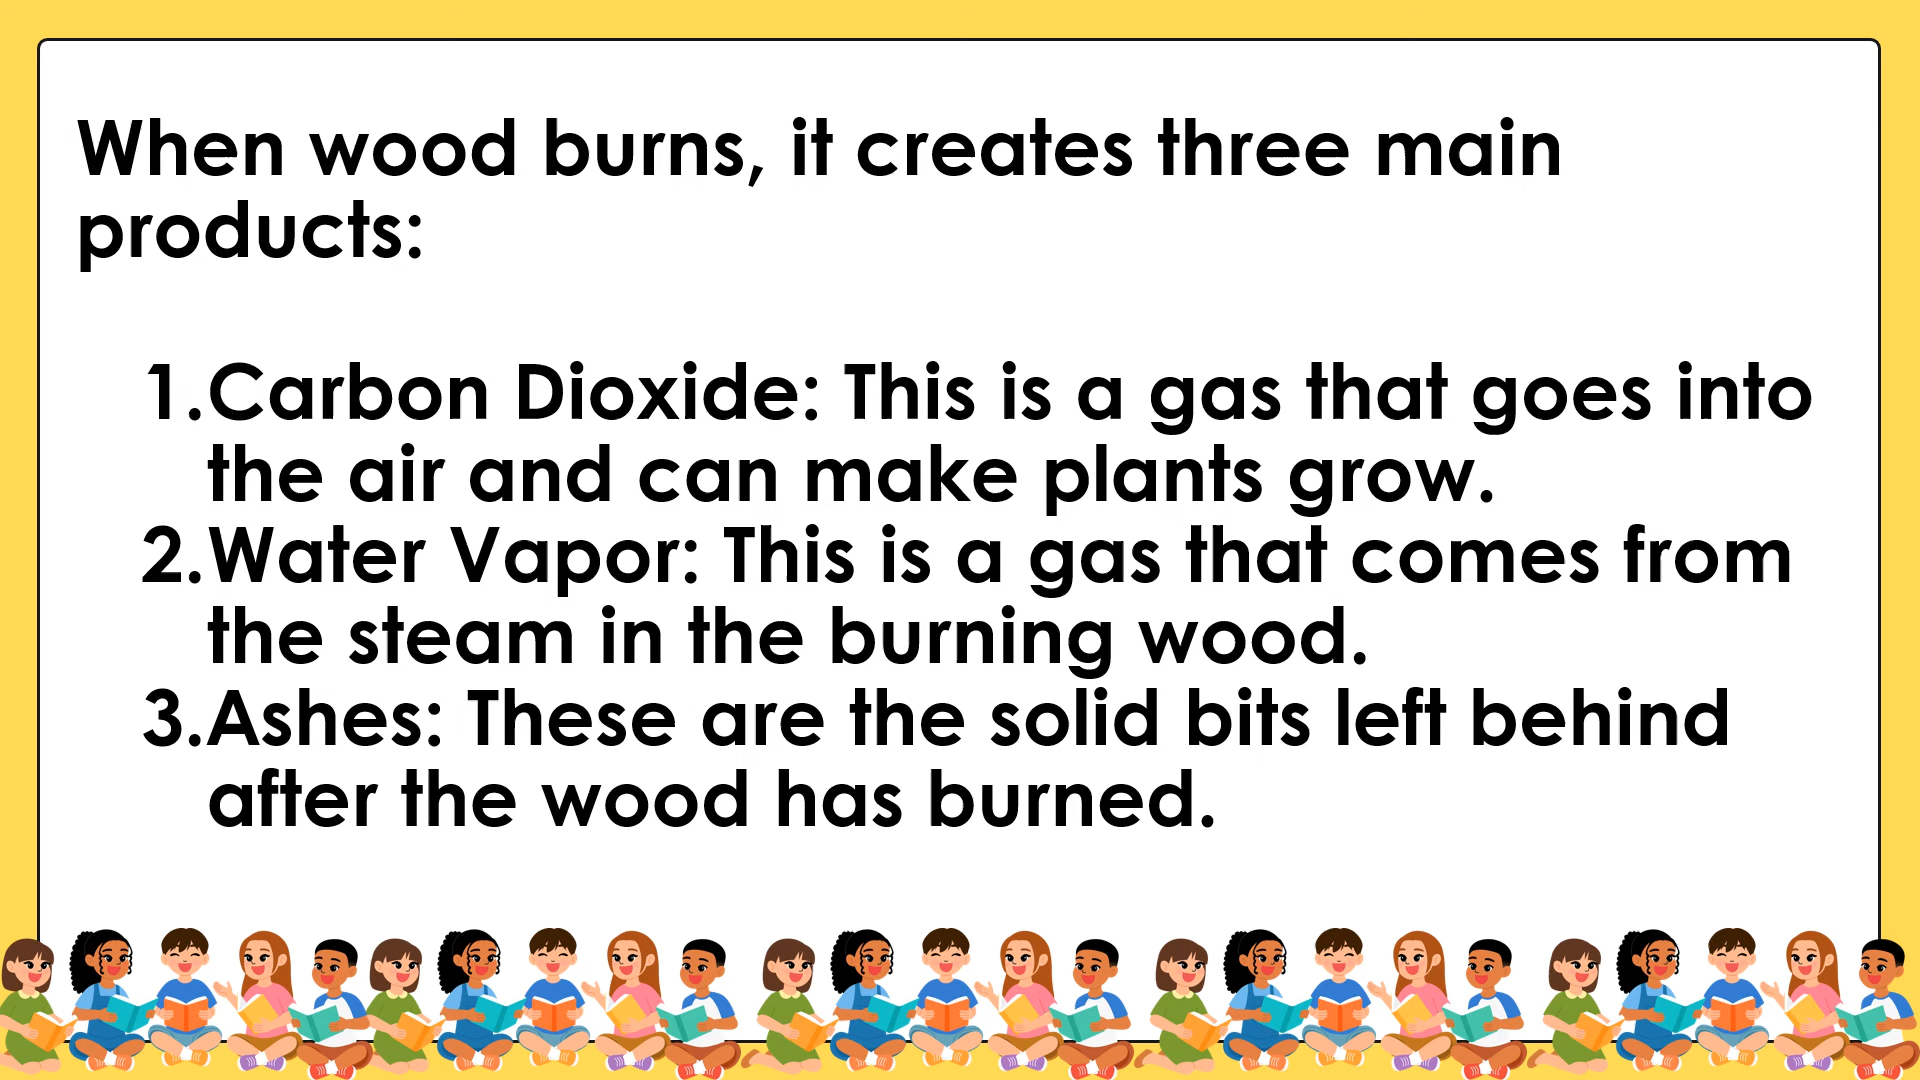 When wood burns, it creates three main
products:
1.Carbon Dioxide: This is a gas that goes into
the air and can make plants grow.
2.Water Vapor: This is a gas that comes from
the steam in the burning wood.
3.Ashes: These are the solid bits left behind
after the wood has burned.